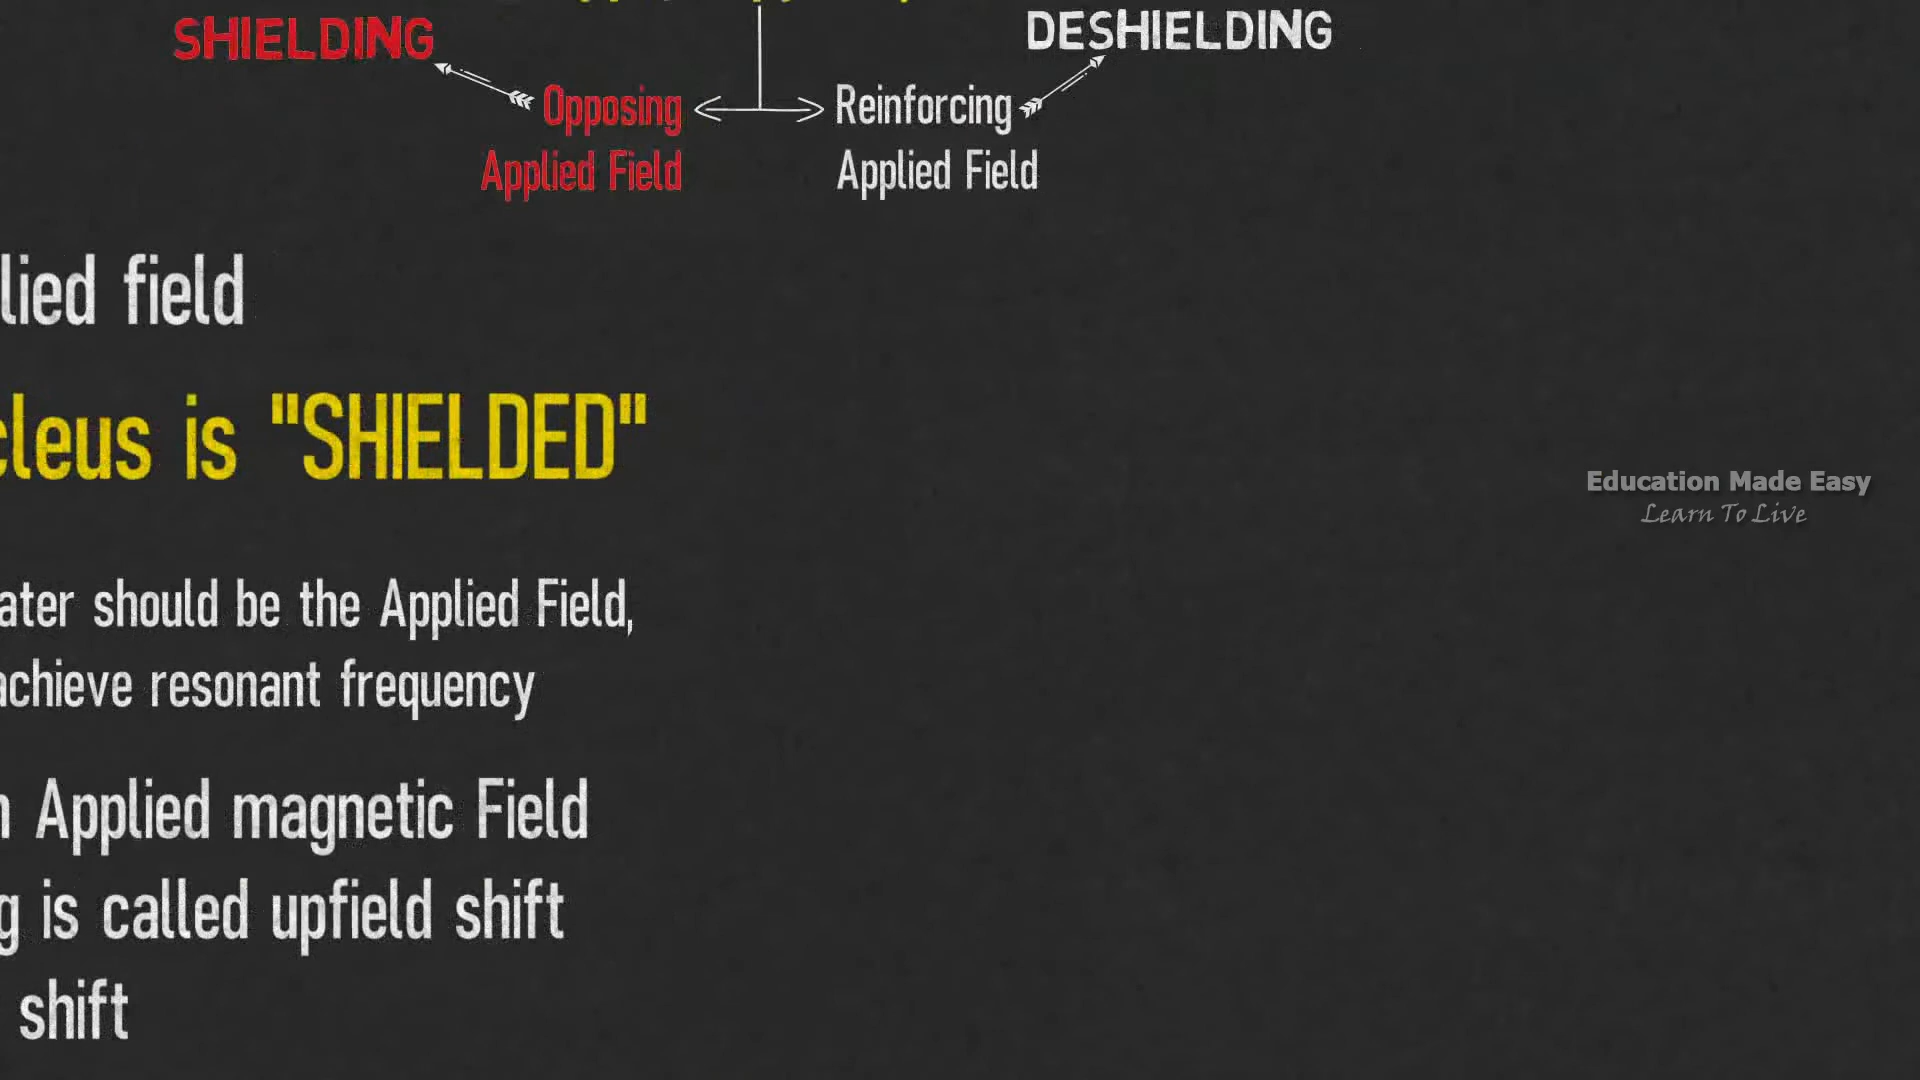 SHIELDING
DESHIELDING
Opposing
Applied Field
Reinforcing
Applied Field
lied field
cleus is "SHIELDED"
Education Made Easy
Learn To Live
ater should be the Applied Field,
achieve resonant frequency
Applied magnetic Field
g is called upfield shift
shift